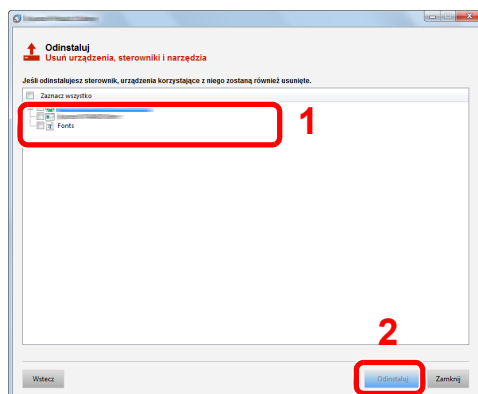 Odinstaluj
Usuń urządzenia, sterowniki i narzędzia
Jeśli odinstalujesz sterownik, urządzenia korzystające z niego zostaną również usunięte.
Zaznacz wszystko
Fonts
1
2
Wstecz
Odinstaluj
Zamknij